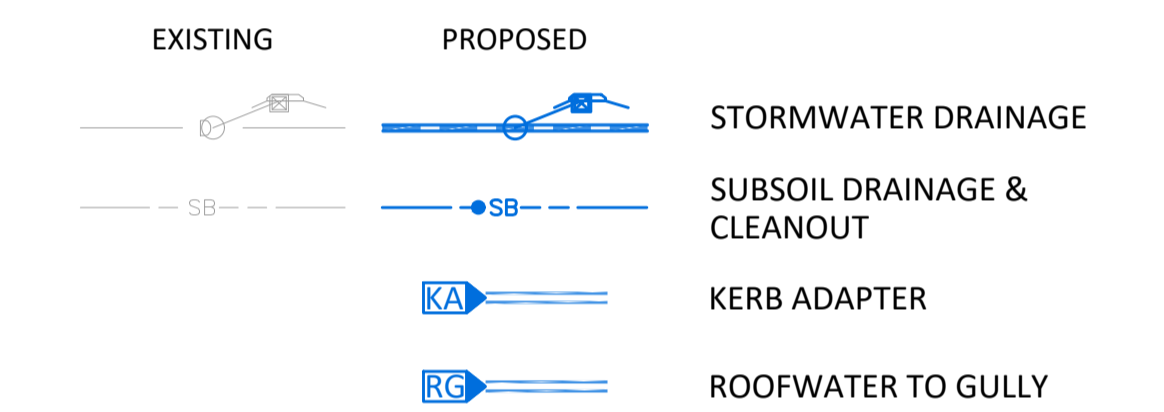 EXISTING PROPOSED
STORMWATER DRAINAGE
SB SB SUBSOIL DRAINAGE &
CLEANOUT
KA KERB ADAPTER
RG ROOFWATER TO GULLY